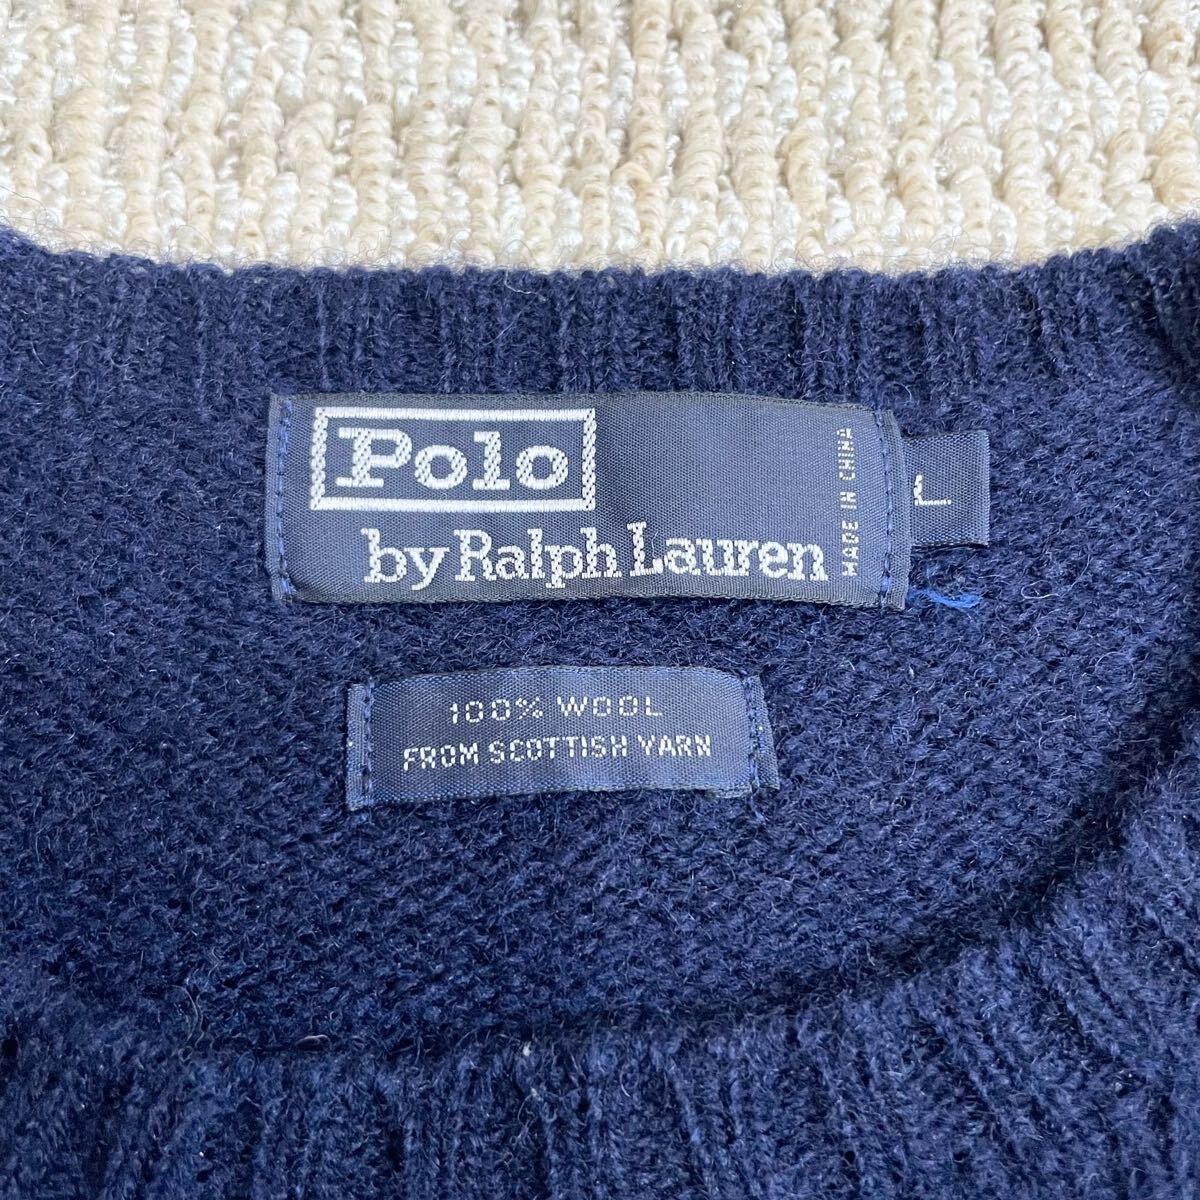 Polo
by Ralph Lauren
MADE IN CHINA
L
100% WOOL
FROM SCOTTISH YARN